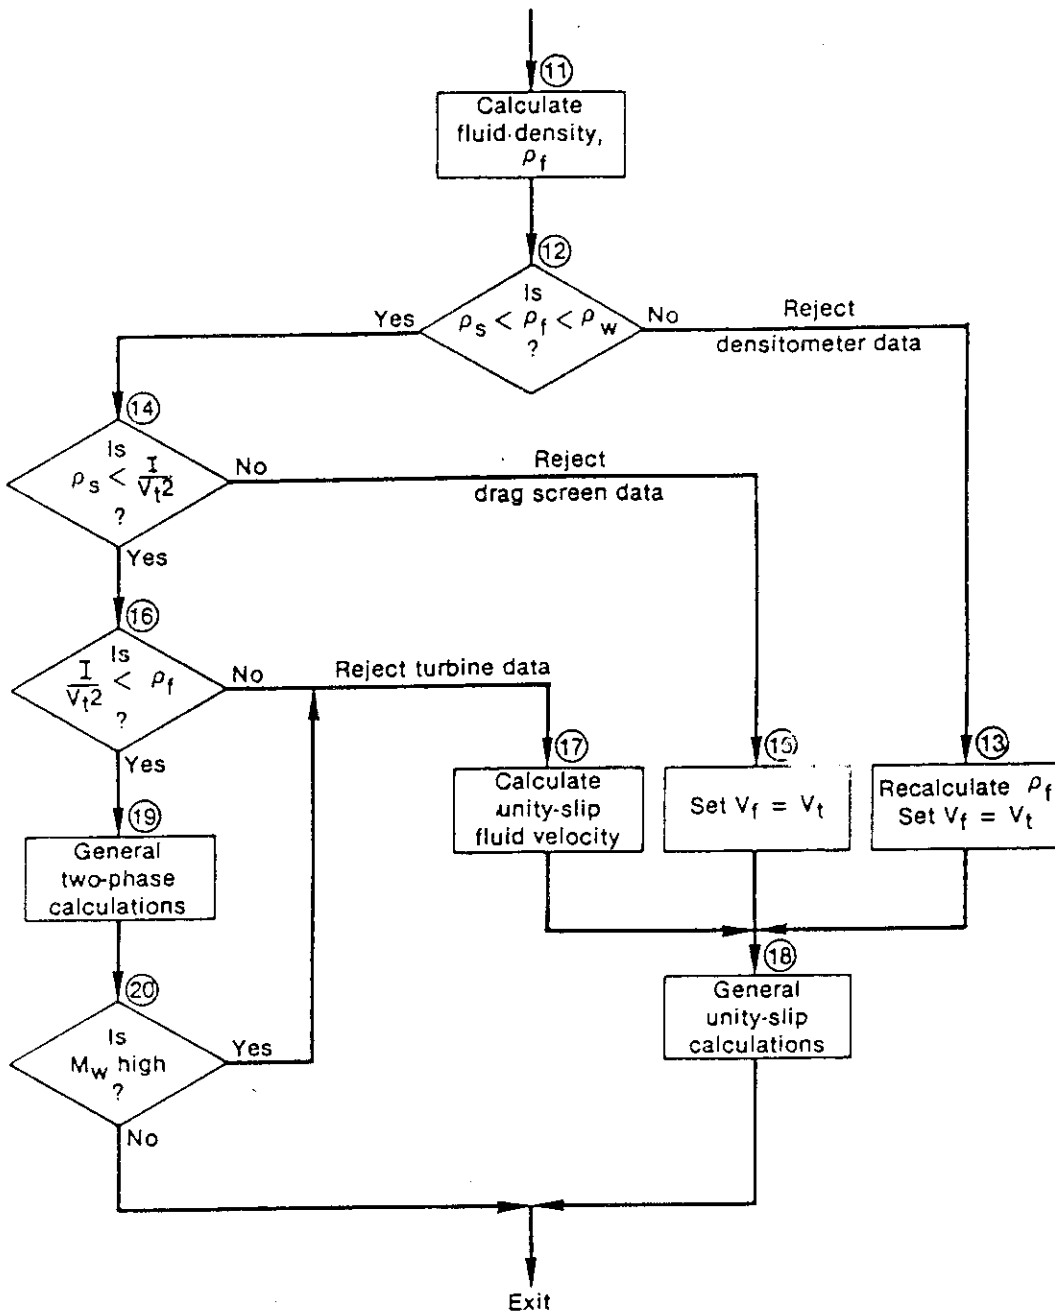 11
Calculate
fluid density,
ρf
12
Is
ρs < ρf < ρw
?
Yes
No
Reject
densitometer data
14
Is
ρs < I/Vt2
?
No
Reject
drag screen data
Yes
16
Is
I/Vt2 < ρf
?
No
Reject turbine data
Yes
17
Calculate
unity-slip
fluid velocity
15
Set Vf = Vt
13
Recalculate ρf
Set Vf = Vt
19
General
two-phase
calculations
18
General
unity-slip
calculations
20
Is
Mw high
?
Yes
No
Exit